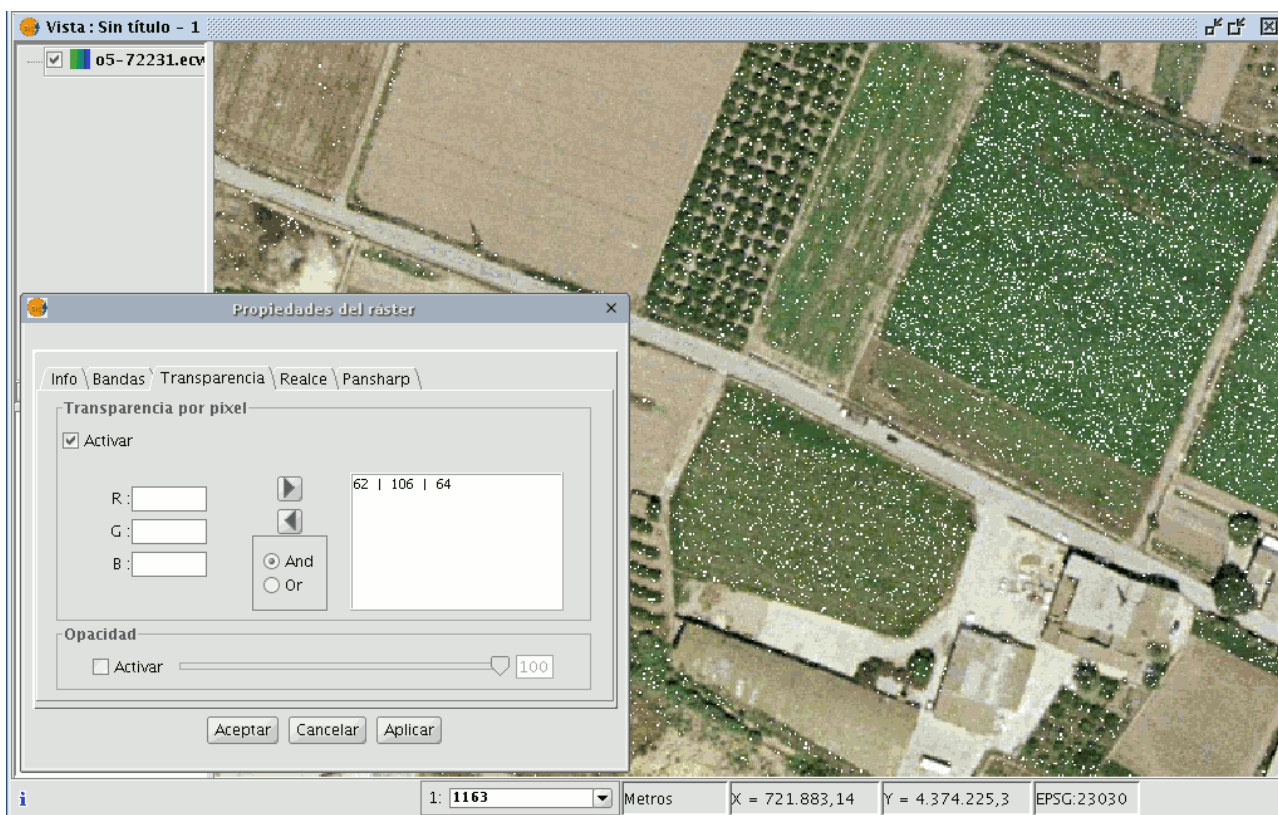 Vista : Sin título - 1
o5-72231.ecw
Propiedades del ráster
Info Bandas Transparencia Realce Pansharp
Transparencia por pixel
Activar
R :
G :
B :
62 | 106 | 64
And
Or
Opacidad
Activar 100
Aceptar Cancelar Aplicar
1: 1163 Metros X = 721.883,14 Y = 4.374.225,3 EPSG:23030